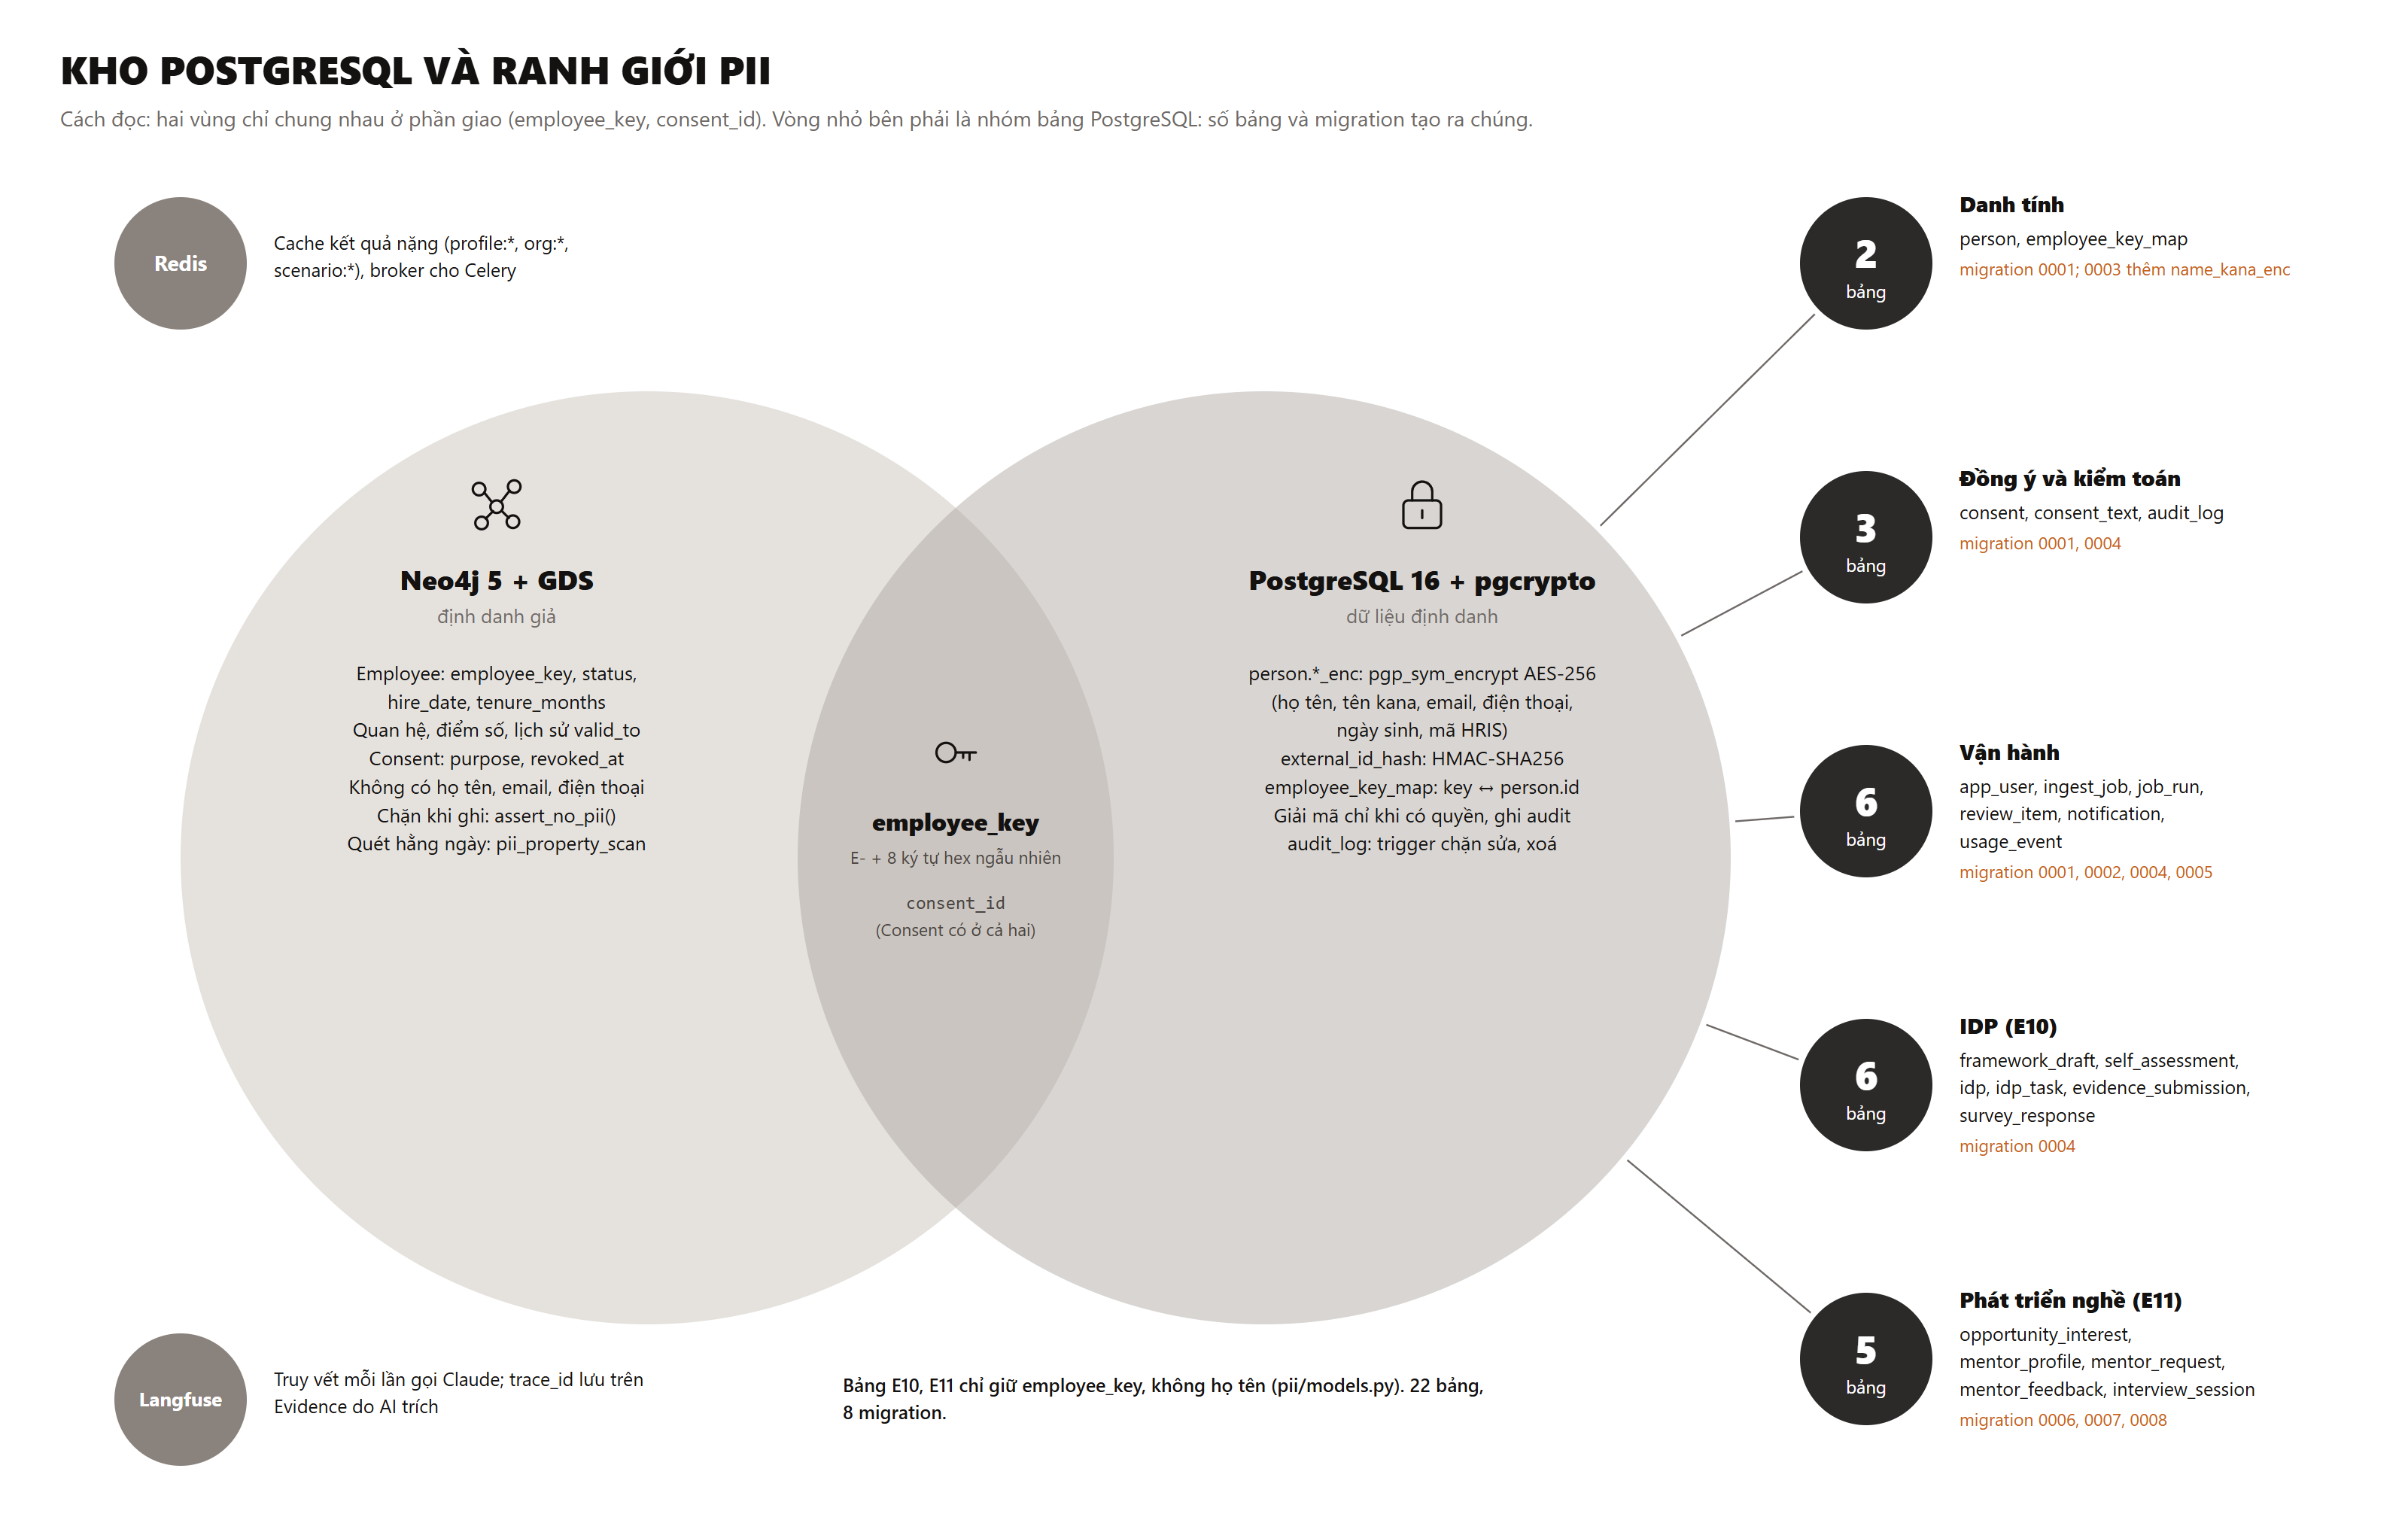 KHO POSTGRESQL VÀ RANH GIỚI PII
Cách đọc: hai vùng chỉ chung nhau ở phần giao (employee_key, consent_id). Vòng nhỏ bên phải là nhóm bảng PostgreSQL: số bảng và migration tạo ra chúng.
Redis
Cache kết quả nặng (profile:*, org:*,
scenario:*), broker cho Celery
Neo4j 5 + GDS
định danh giả
Employee: employee_key, status,
hire_date, tenure_months
Quan hệ, điểm số, lịch sử valid_to
Consent: purpose, revoked_at
Không có họ tên, email, điện thoại
Chặn khi ghi: assert_no_pii()
Quét hằng ngày: pii_property_scan
employee_key
E- + 8 ký tự hex ngẫu nhiên
consent_id
(Consent có ở cả hai)
PostgreSQL 16 + pgcrypto
dữ liệu định danh
person.*_enc: pgp_sym_encrypt AES-256
(họ tên, tên kana, email, điện thoại,
ngày sinh, mã HRIS)
external_id_hash: HMAC-SHA256
employee_key_map: key ↔ person.id
Giải mã chỉ khi có quyền, ghi audit
audit_log: trigger chặn sửa, xoá
2
bảng
Danh tính
person, employee_key_map
migration 0001; 0003 thêm name_kana_enc
3
bảng
Đồng ý và kiểm toán
consent, consent_text, audit_log
migration 0001, 0004
6
bảng
Vận hành
app_user, ingest_job, job_run,
review_item, notification,
usage_event
migration 0001, 0002, 0004, 0005
6
bảng
IDP (E10)
framework_draft, self_assessment,
idp, idp_task, evidence_submission,
survey_response
migration 0004
5
bảng
Phát triển nghề (E11)
opportunity_interest,
mentor_profile, mentor_request,
mentor_feedback, interview_session
migration 0006, 0007, 0008
Langfuse
Truy vết mỗi lần gọi Claude; trace_id lưu trên
Evidence do AI trích
Bảng E10, E11 chỉ giữ employee_key, không họ tên (pii/models.py). 22 bảng,
8 migration.